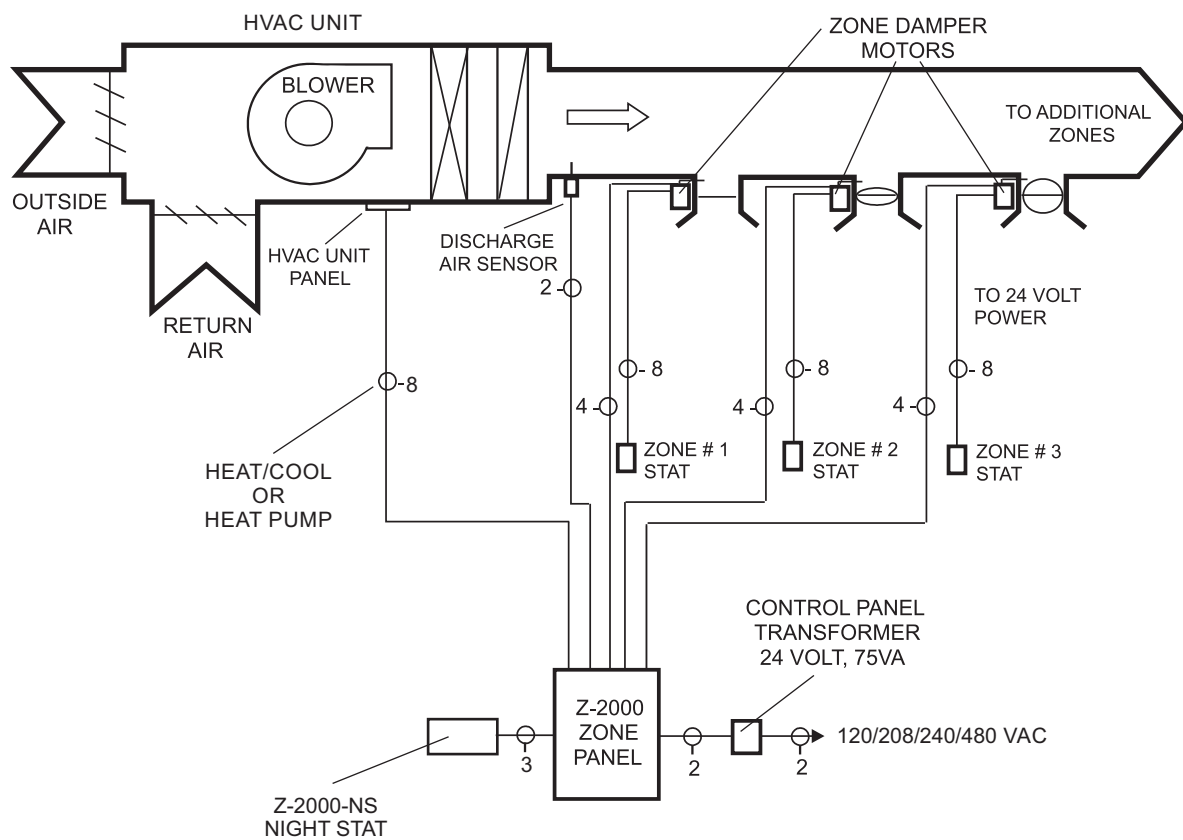 HVAC UNIT
ZONE DAMPER
MOTORS
BLOWER
TO ADDITIONAL
ZONES
OUTSIDE
AIR
HVAC UNIT
PANEL
DISCHARGE
AIR SENSOR
RETURN
AIR
TO 24 VOLT
POWER
2
8
8
8
8
4
4
4
HEAT/COOL
OR
HEAT PUMP
ZONE # 1
STAT
ZONE # 2
STAT
ZONE # 3
STAT
CONTROL PANEL
TRANSFORMER
24 VOLT, 75VA
Z-2000
ZONE
PANEL
3
2
2
120/208/240/480 VAC
Z-2000-NS
NIGHT STAT